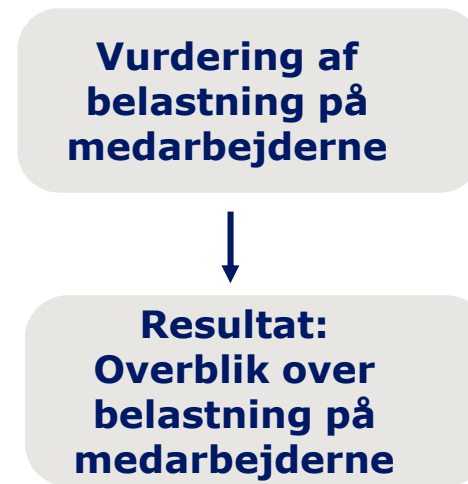 Vurdering af
belastning på
medarbejderne
Resultat:
Overblik over
belastning på
medarbejderne